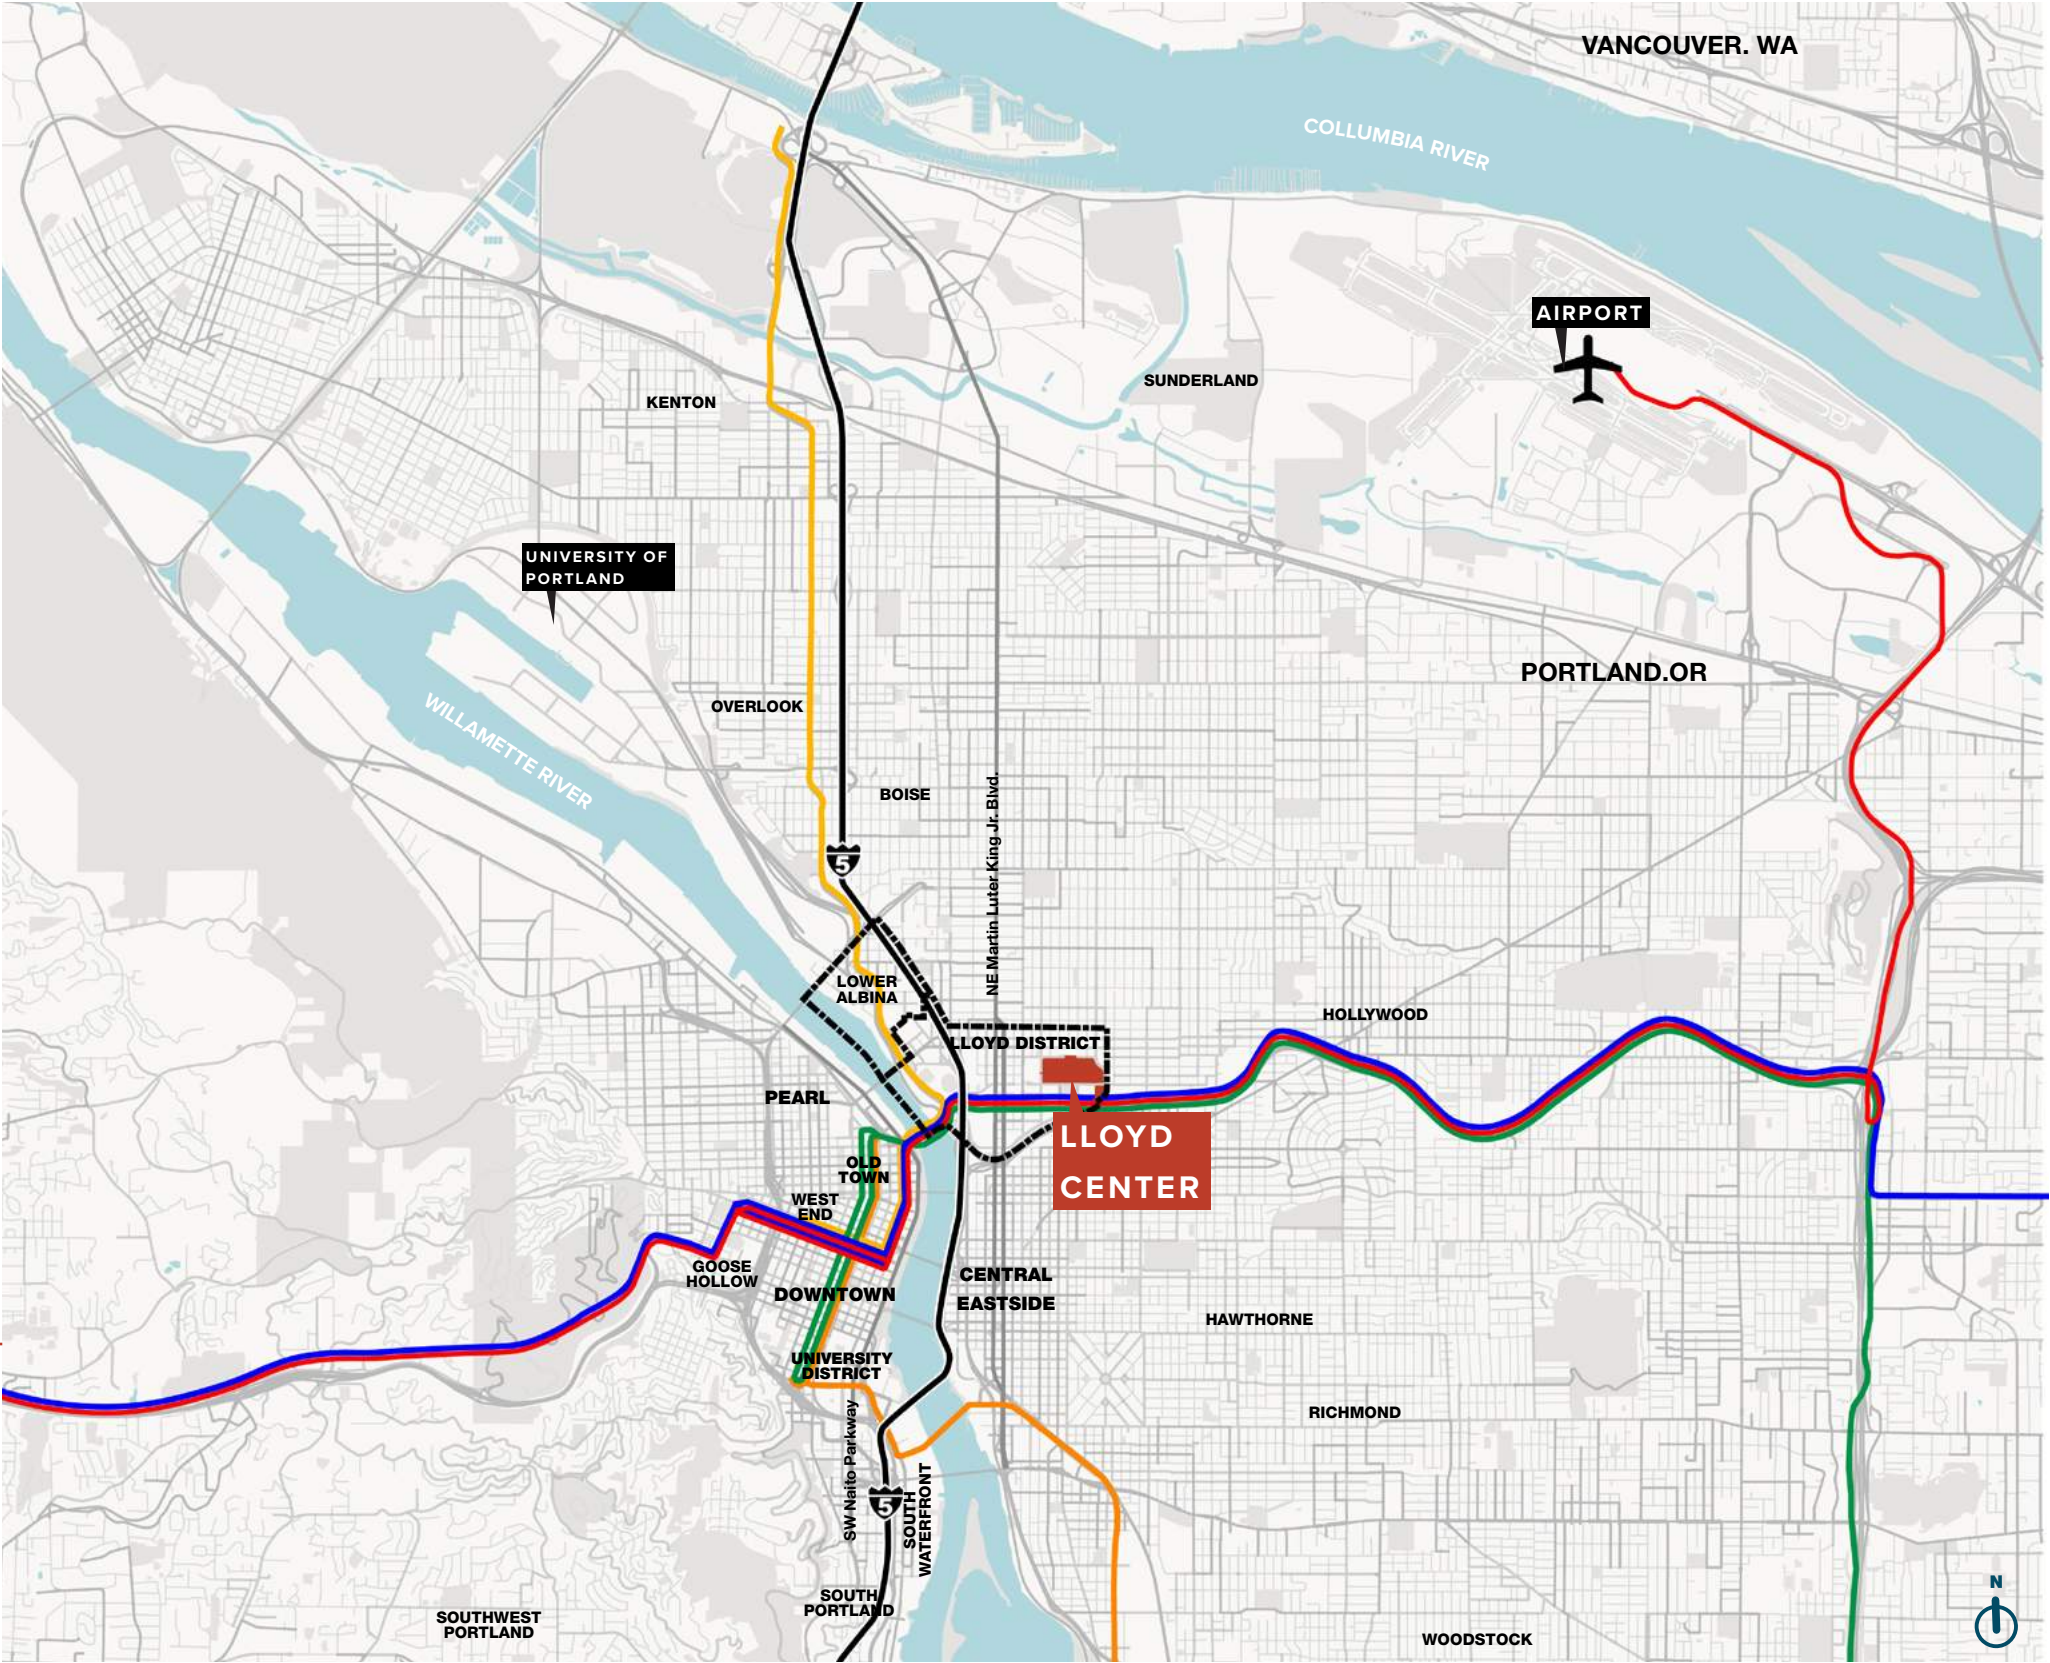 VANCOUVER. WA
COLLUMBIA RIVER
AIRPORT
SUNDERLAND
KENTON
UNIVERSITY OF
PORTLAND
PORTLAND.OR
WILLAMETTE RIVER
OVERLOOK
BOISE
NE Martin Luter King Jr. Blvd.
5
LOWER
ALBINA
HOLLYWOOD
LLOYD DISTRICT
PEARL
LLOYD
CENTER
OLD
TOWN
WEST
END
GOOSE
HOLLOW
DOWNTOWN
CENTRAL
EASTSIDE
HAWTHORNE
UNIVERSITY
DISTRICT
RICHMOND
SW Naito Parkway
5
SOUTH
WATERFRONT
SOUTH
PORTLAND
SOUTHWEST
PORTLAND
WOODSTOCK
N